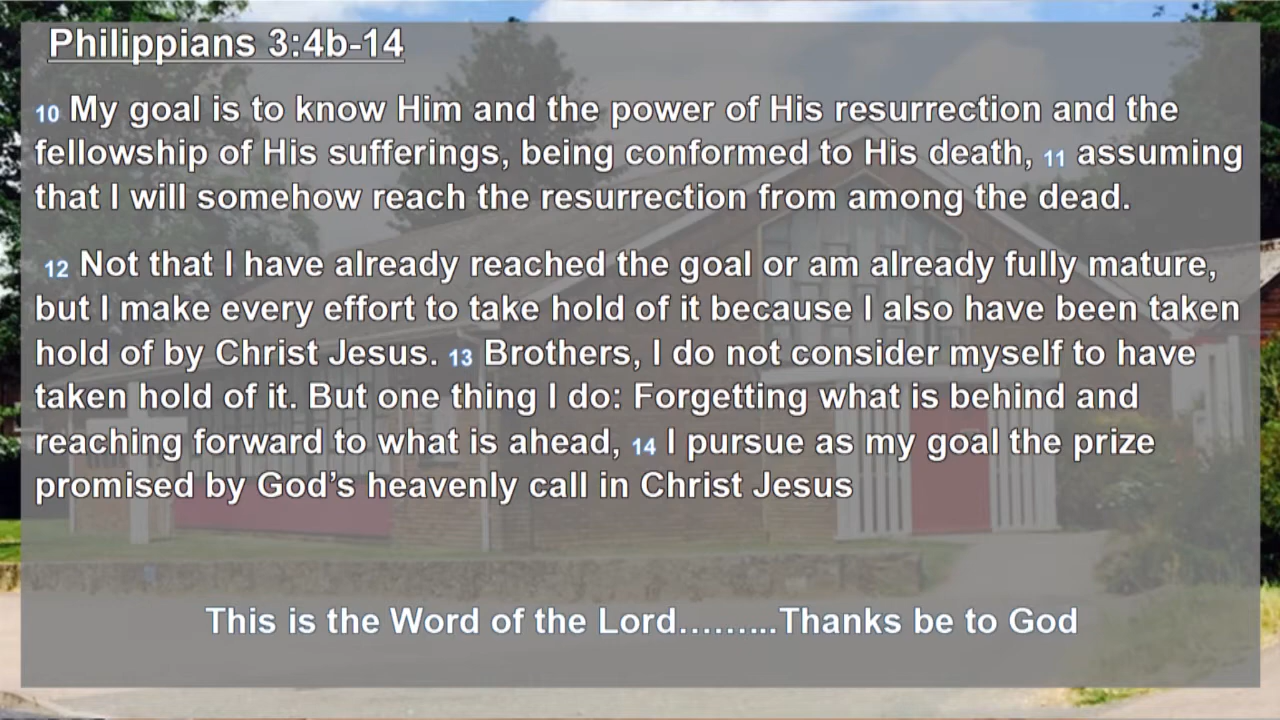 Philippians 3:4b-14
10 My goal is to know Him and the power of His resurrection and the
fellowship of His sufferings, being conformed to His death, 11 assuming
that I will somehow reach the resurrection from among the dead.
12 Not that I have already reached the goal or am already fully mature,
but I make every effort to take hold of it because I also have been taken
hold of by Christ Jesus. 13 Brothers, I do not consider myself to have
taken hold of it. But one thing I do: Forgetting what is behind and
reaching forward to what is ahead, 14 I pursue as my goal the prize
promised by God’s heavenly call in Christ Jesus
This is the Word of the Lord……...Thanks be to God